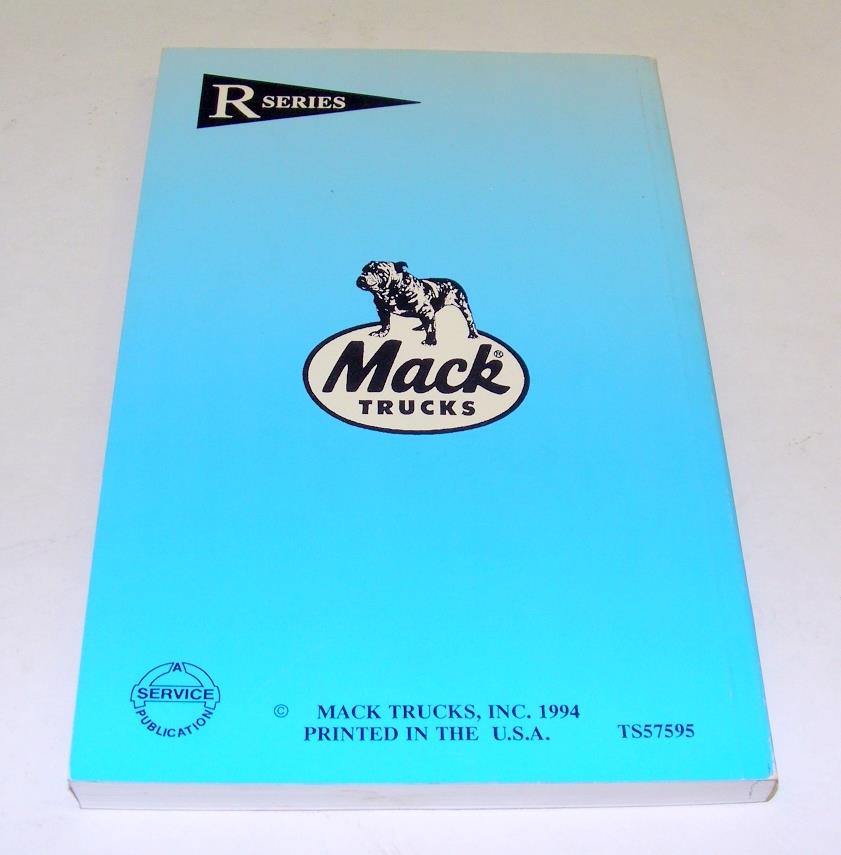 R SERIES
Mack®
TRUCKS
A
SERVICE
PUBLICATION
© MACK TRUCKS, INC. 1994
PRINTED IN THE U.S.A.
TS57595